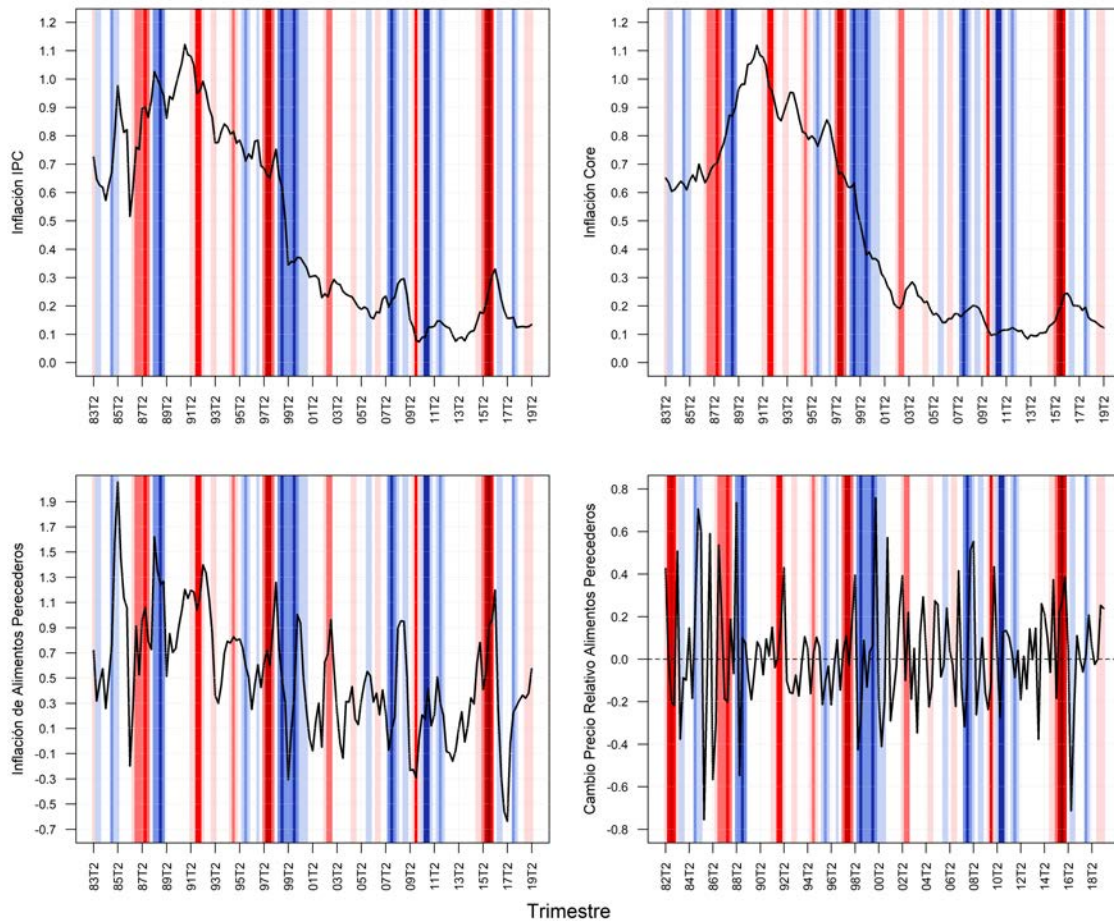 Inflación IPC
1.2
1.1
1.0
0.9
0.8
0.7
0.6
0.5
0.4
0.3
0.2
0.1
0.0
83T2
85T2
87T2
89T2
91T2
93T2
95T2
97T2
99T2
01T2
03T2
05T2
07T2
09T2
11T2
13T2
15T2
17T2
19T2
Inflación Core
1.2
1.1
1.0
0.9
0.8
0.7
0.6
0.5
0.4
0.3
0.2
0.1
0.0
83T2
85T2
87T2
89T2
91T2
93T2
95T2
97T2
99T2
01T2
03T2
05T2
07T2
09T2
11T2
13T2
15T2
17T2
19T2
Inflación de Alimentos Perecederos
1.9
1.7
1.5
1.3
1.1
0.9
0.7
0.5
0.3
0.1
-0.1
-0.3
-0.5
-0.7
83T2
85T2
87T2
89T2
91T2
93T2
95T2
97T2
99T2
01T2
03T2
05T2
07T2
09T2
11T2
13T2
15T2
17T2
19T2
Cambio Precio Relativo Alimentos Perecederos
0.8
0.6
0.4
0.2
0.0
-0.2
-0.4
-0.6
-0.8
82T2
84T2
86T2
88T2
90T2
92T2
94T2
96T2
98T2
00T2
02T2
04T2
06T2
08T2
10T2
12T2
14T2
16T2
18T2
Trimestre